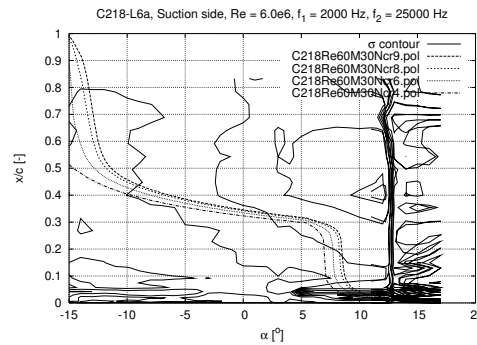 C218-L6a, Suction side, Re = 6.0e6, f1 = 2000 Hz, f2 = 25000 Hz
1
0.9
0.8
0.7
0.6
0.5
0.4
0.3
0.2
0.1
0
x/c [-]
σ contour
C218Re60M30Ncr9.pol
C218Re60M30Ncr8.pol
C218Re60M30Ncr6.pol
C218Re60M30Ncr4.pol
-15 -10 -5 0 5 10 15 2
α [°]